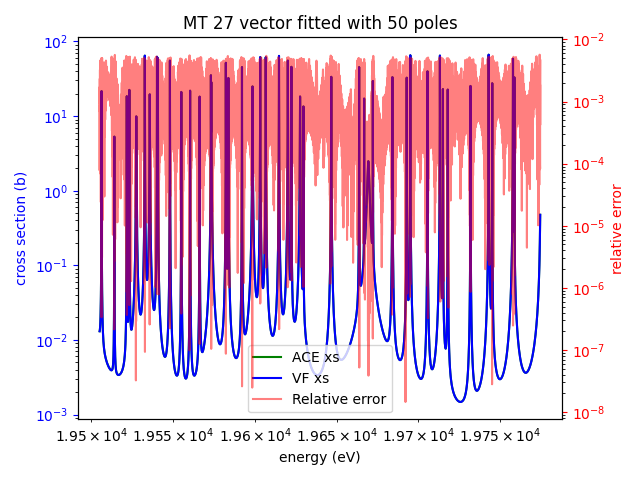 MT 27 vector fitted with 50 poles
10² 10¹ 10⁰ 10⁻¹ 10⁻² 10⁻³
cross section (b)
10⁻² 10⁻³ 10⁻⁴ 10⁻⁵ 10⁻⁶ 10⁻⁷ 10⁻⁸
relative error
ACE xs
VF xs
Relative error
1.95 × 10⁴ 1.955 × 10⁴ 1.96 × 10⁴ 1.965 × 10⁴ 1.97 × 10⁴ 1.975 × 10⁴
energy (eV)